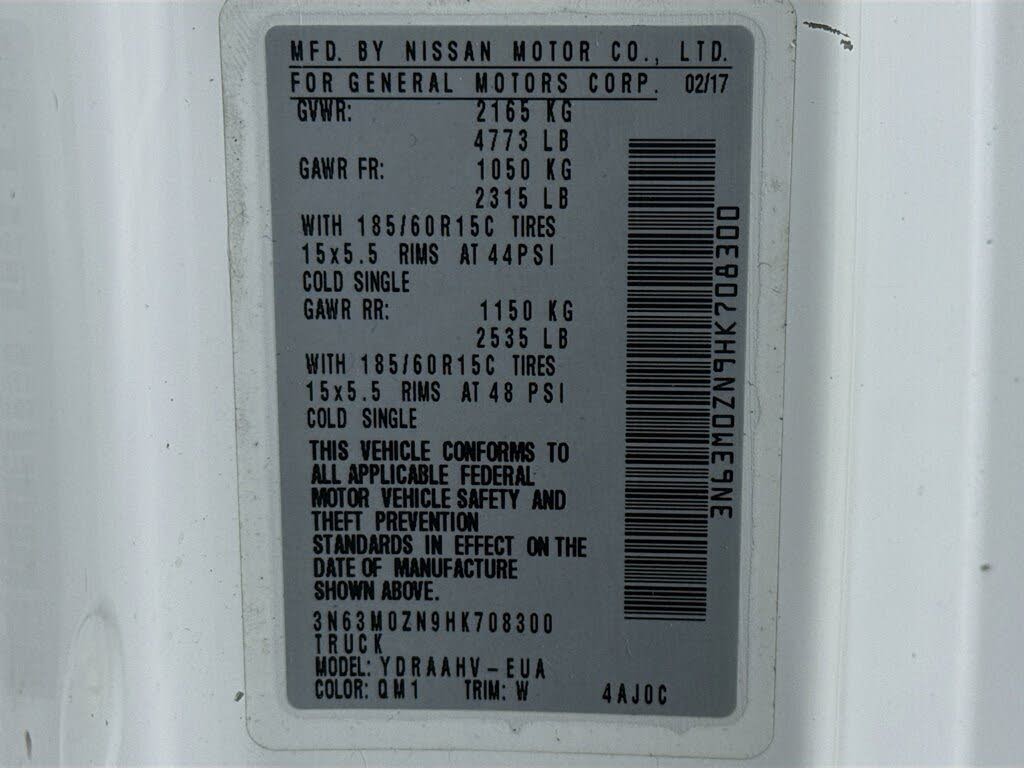 MFD. BY NISSAN MOTOR CO., LTD.
FOR GENERAL MOTORS CORP. 02/17
GVWR: 2165 KG
4773 LB
GAWR FR: 1050 KG
2315 LB
WITH 185/60R15C TIRES
15x5.5 RIMS AT 44PSI
COLD SINGLE
GAWR RR: 1150 KG
2535 LB
WITH 185/60R15C TIRES
15x5.5 RIMS AT 48 PSI
COLD SINGLE
THIS VEHICLE CONFORMS TO
ALL APPLICABLE FEDERAL
MOTOR VEHICLE SAFETY AND
THEFT PREVENTION
STANDARDS IN EFFECT ON THE
DATE OF MANUFACTURE
SHOWN ABOVE.
3N63M0ZN9HK708300
TRUCK
MODEL: YDRAAHV-EUA
COLOR: QM1 TRIM: W 4AJ0C
3N63M0ZN9HK708300